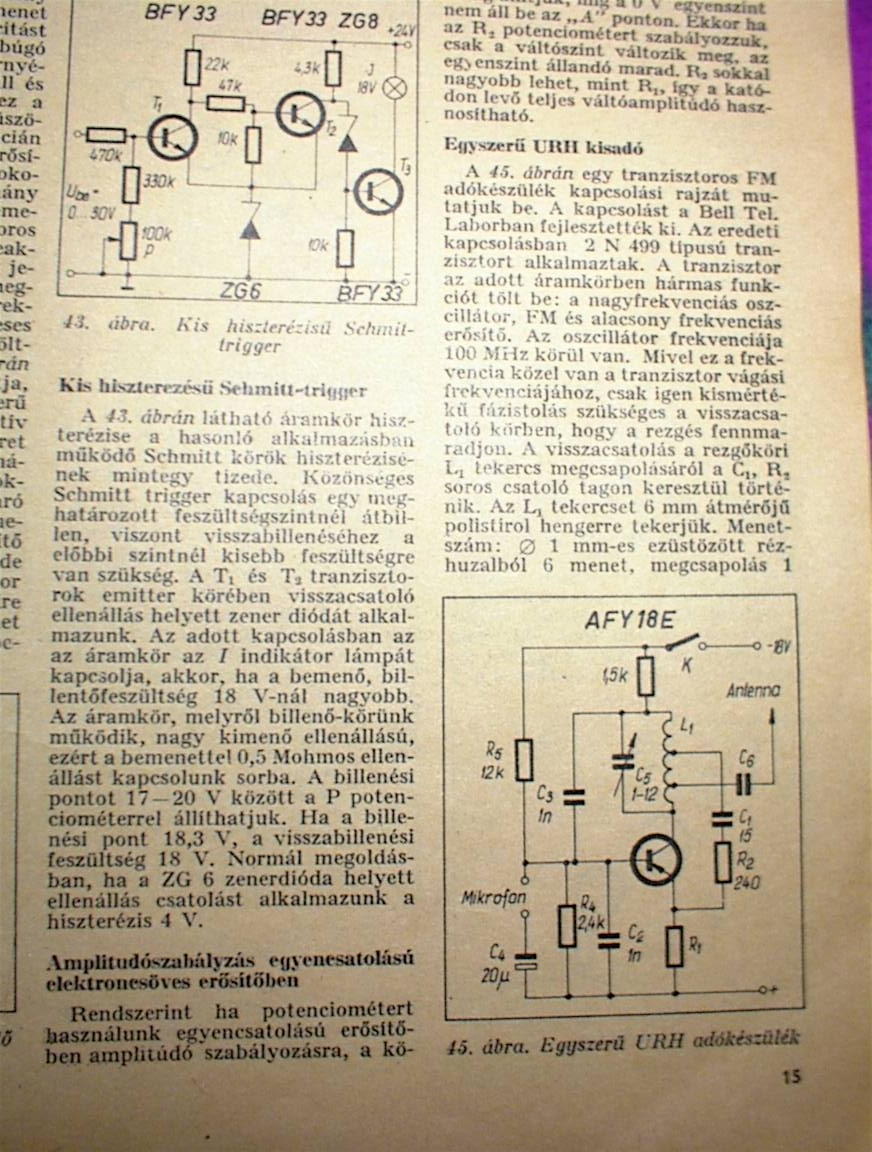 BFY 33
BFY 33 ZG8
+24V
22k
47k
4,3k
J
18V
T₁
T₂
10k
T₃
470k
330k
Ube =
0...30V
100k
P
10k
ZG6
BFY33
43. ábra. Kis hiszterézisű Schmit-
trigger
Kis hiszterezésű Schmitt-trigger
A 43. ábrán látható áramkör hisz-
terézise a hasonló alkalmazásban
működő Schmitt körök hiszterézisé-
nek mintegy tizede. Közönséges
Schmitt trigger kapcsolás egy meg-
határozott feszültségszintnél átbil-
len, viszont visszabillenéséhez a
előbbi szintnél kisebb feszültségre
van szükség. A T₁ és T₂ tranziszto-
rok emitter körében visszacsatoló
ellenállás helyett zener diódát alkal-
mazunk. Az adott kapcsolásban az
az áramkör az I indikátor lámpát
kapcsolja, akkor, ha a bemenő, bil-
lentőfeszültség 18 V-nál nagyobb.
Az áramkör, melyről billenő-körünk
működik, nagy kimenő ellenállású,
ezért a bemenettel 0,5 Mohmos ellen-
állást kapcsolunk sorba. A billenési
pontot 17—20 V között a P poten-
ciométerrel állíthatjuk. Ha a bille-
nési pont 18,3 V, a visszabillenési
feszültség 18 V. Normál megoldás-
ban, ha a ZG 6 zenerdióda helyett
ellenállás csatolást alkalmazunk a
hiszterézis 4 V.
Amplitudószabályzás egyencsatolású
elektroncsöves erősítőben
Rendszerint ha potenciométert
használunk egyencsatolású erősítő-
ben amplitúdó szabályozásra, a kö-
a 0 V egyenszint
nem áll be az „A” ponton. Ekkor ha
az R₂ potenciométert szabályozzuk,
csak a váltószint változik meg, az
egyenszint állandó marad. R₂ sokkal
nagyobb lehet, mint R₁, így a kató-
don levő teljes váltóamplitúdó hasz-
nosítható.
Egyszerű URH kisadó
A 45. ábrán egy tranzisztoros FM
adókészülék kapcsolási rajzát mu-
tatjuk be. A kapcsolást a Bell Tel.
Laborban fejlesztették ki. Az eredeti
kapcsolásban 2 N 499 típusú tran-
zisztort alkalmaztak. A tranzisztor
az adott áramkörben hármas funk-
ciót tölt be: a nagyfrekvenciás osz-
cillátor, FM és alacsony frekvenciás
erősítő. Az oszcillátor frekvenciája
100 MHz körül van. Mivel ez a frek-
vencia közel van a tranzisztor vágási
frekvenciájához, csak igen kismérté-
kű fázistolás szükséges a visszacsa-
toló körben, hogy a rezgés fennma-
radjon. A visszacsatolás a rezgőköri
L₁ tekercs megcsapolásáról a C₁, R₂
soros csatoló tagon keresztül törté-
nik. Az L₁ tekercset 6 mm átmérőjű
polistirol hengerre tekerjük. Menet-
szám: ∅ 1 mm-es ezüstözött réz-
huzalból 6 menet, megcsapolás 1
AFY18E
-18V
K
1,5k
Antenna
L₁
R₅
12k
C₆
C₃
1n
C₅
1-12
C₁
15
R₂
240
Mikrofon
R₄
2,4k
C₂
1n
R₁
C₄
20µ
+
45. ábra. Egyszerű URH adókészülék
15